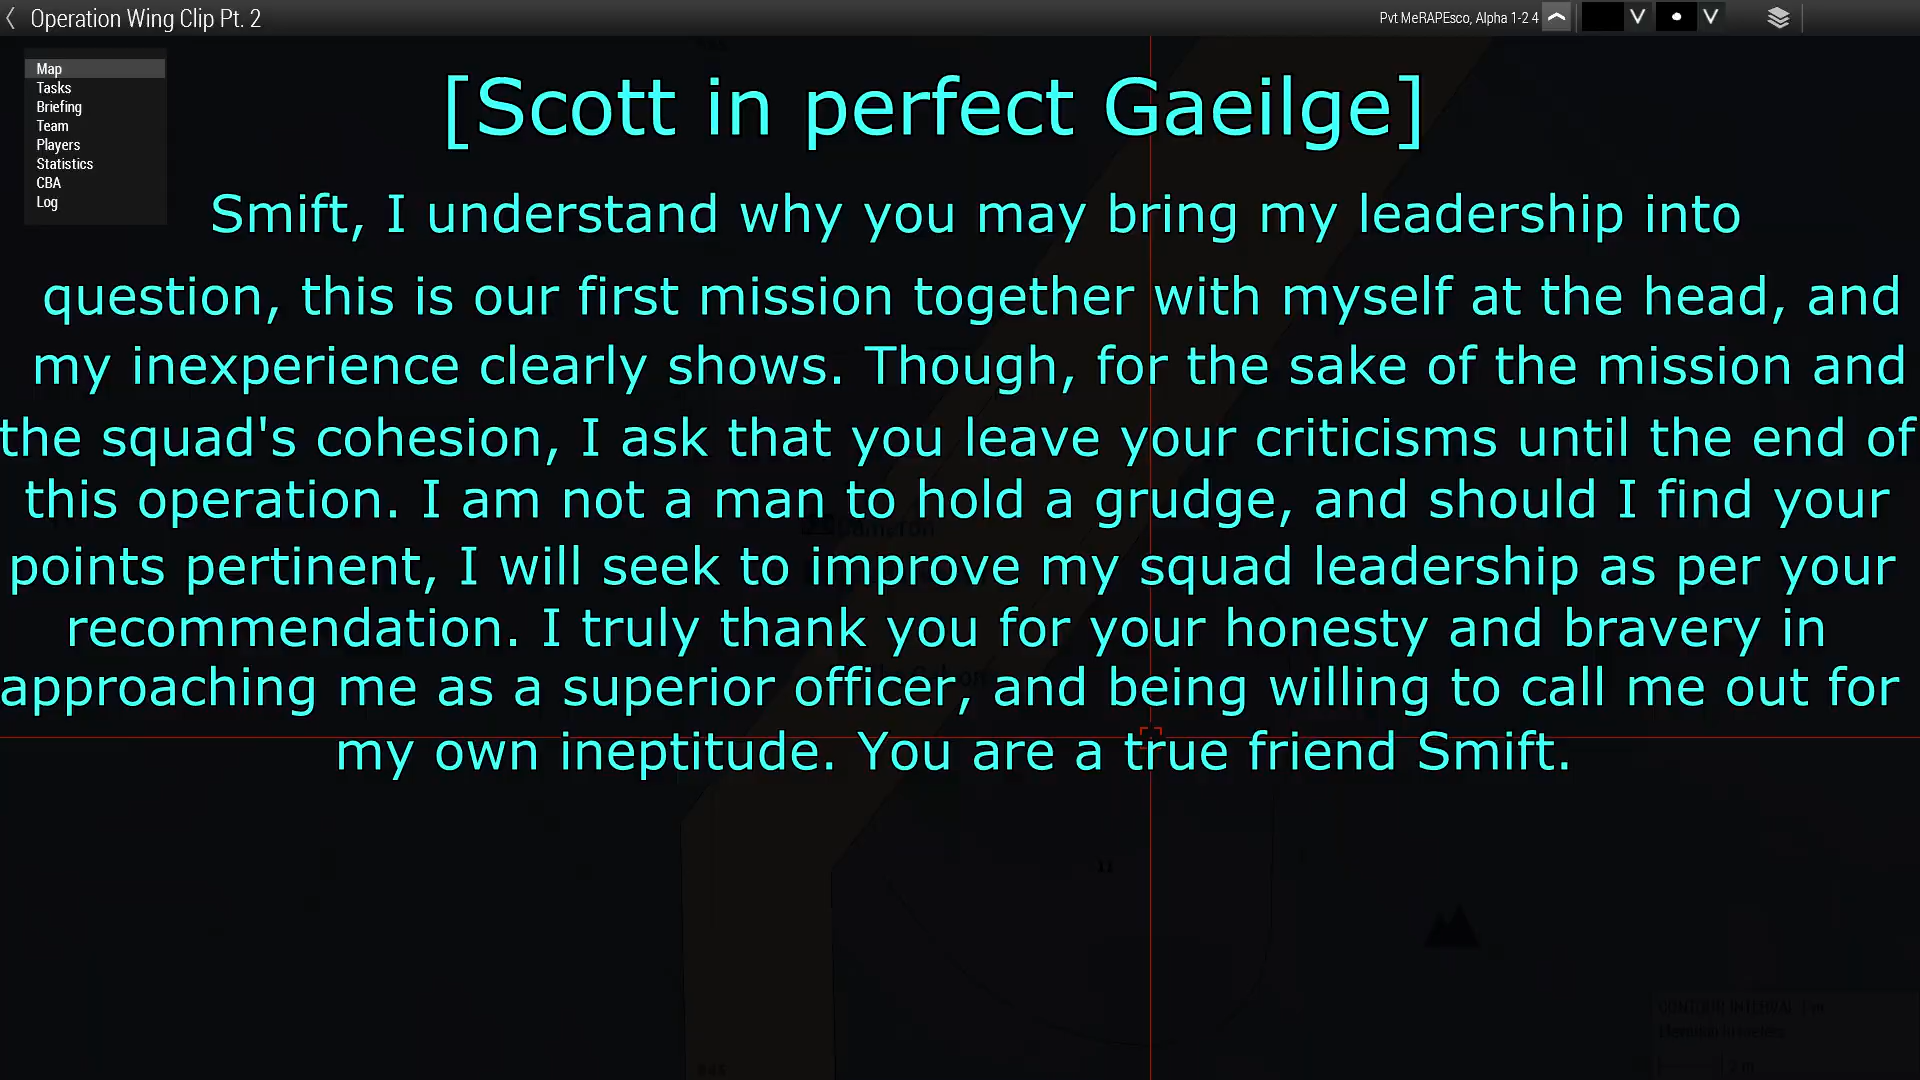 Operation Wing Clip Pt. 2
Pvt MeRAPEsco, Alpha 1-2 4
Map
Tasks
Briefing
Team
Players
Statistics
CBA
Log
[Scott in perfect Gaeilge]
Smift, I understand why you may bring my leadership into
question, this is our first mission together with myself at the head, and
my inexperience clearly shows. Though, for the sake of the mission and
the squad's cohesion, I ask that you leave your criticisms until the end of
this operation. I am not a man to hold a grudge, and should I find your
points pertinent, I will seek to improve my squad leadership as per your
recommendation. I truly thank you for your honesty and bravery in
approaching me as a superior officer, and being willing to call me out for
my own ineptitude. You are a true friend Smift.